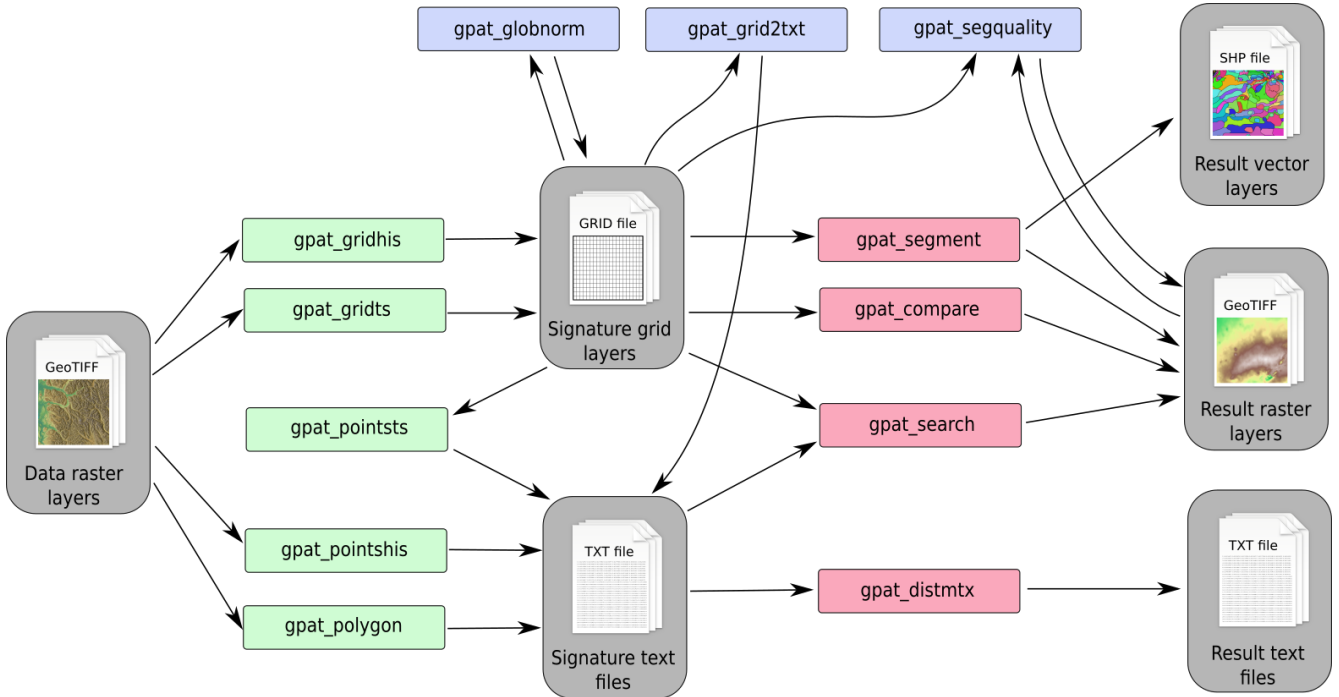 gpat_globnorm
gpat_grid2txt
gpat_segquality
SHP file
Result vector
layers
gpat_gridhis
GRID file
Signature grid
layers
gpat_segment
gpat_gridts
gpat_compare
GeoTIFF
Result raster
layers
GeoTIFF
Data raster
layers
gpat_pointsts
gpat_search
gpat_pointshis
TXT file
Signature text
files
gpat_distmtx
TXT file
Result text
files
gpat_polygon